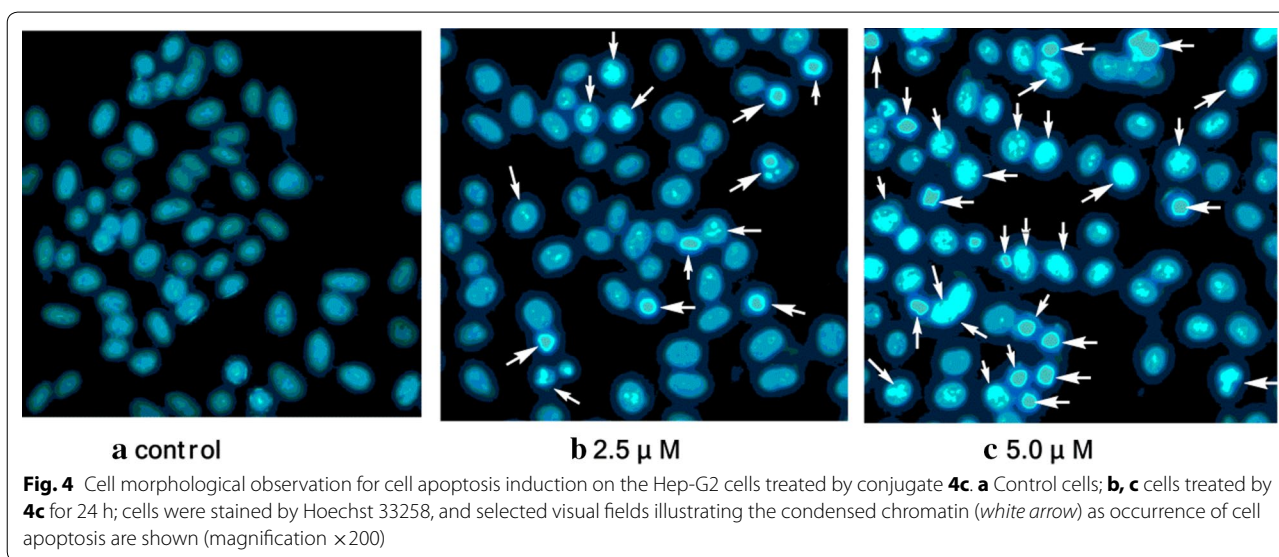 a control
b 2.5 μ M
c 5.0 μ M
Fig. 4 Cell morphological observation for cell apoptosis induction on the Hep-G2 cells treated by conjugate 4c. a Control cells; b, c cells treated by
4c for 24 h; cells were stained by Hoechst 33258, and selected visual fields illustrating the condensed chromatin (white arrow) as occurrence of cell
apoptosis are shown (magnification ×200)